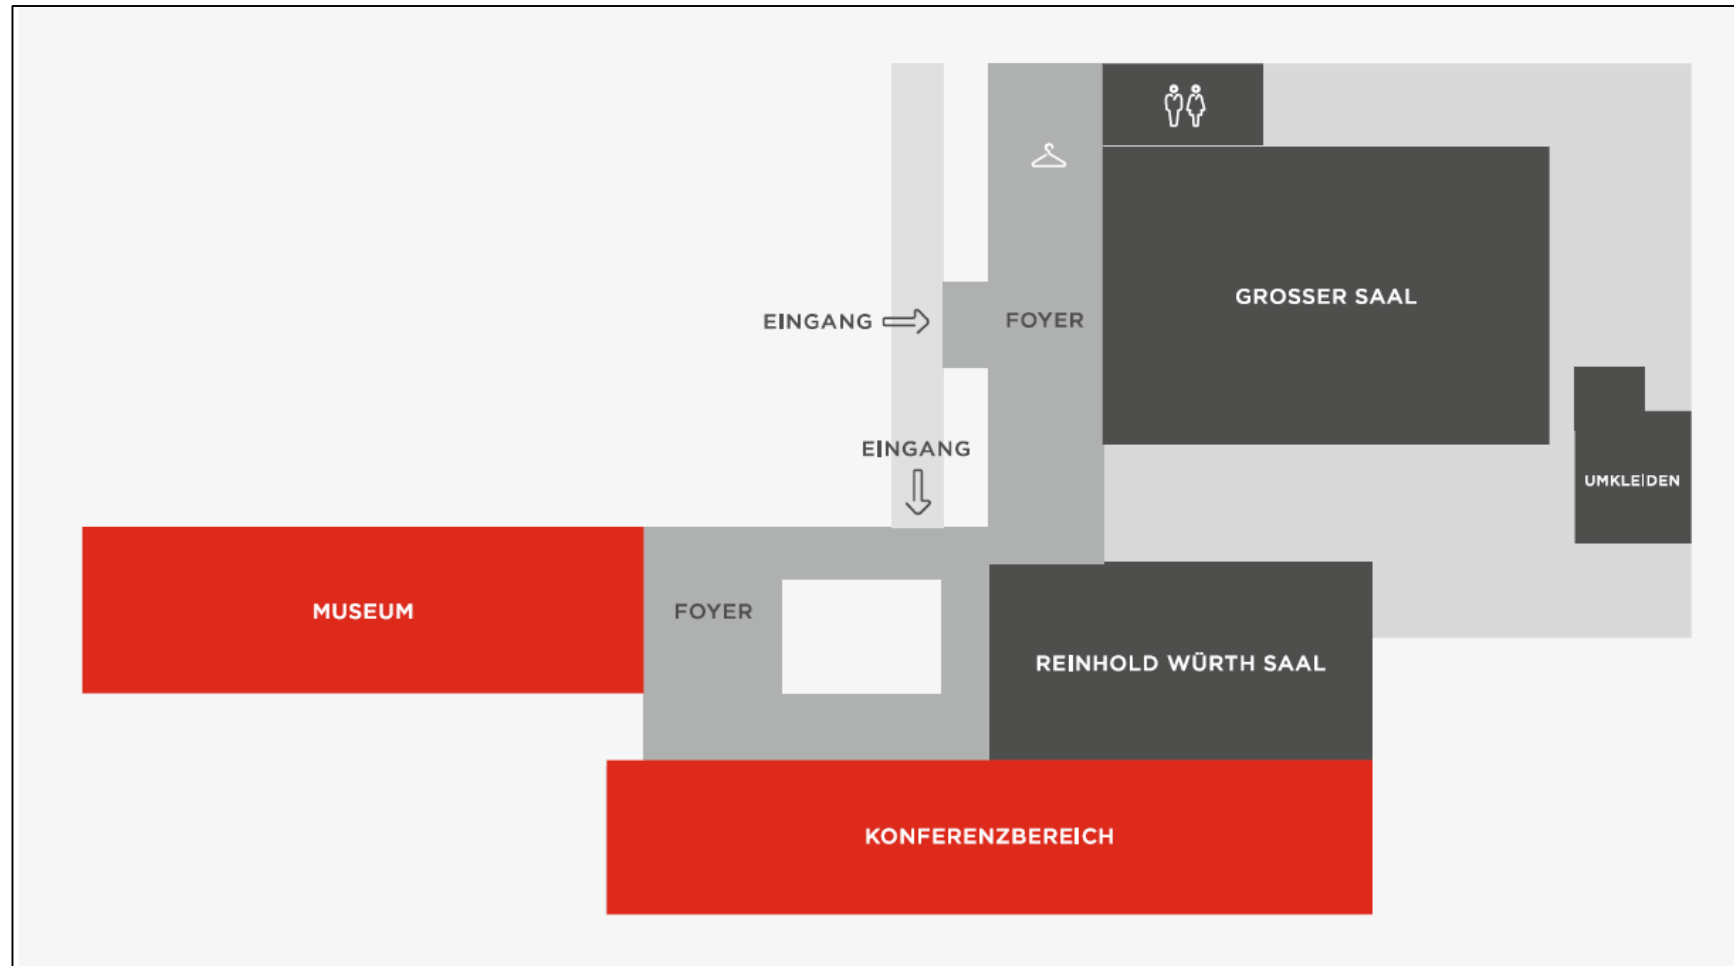 GROSSER SAAL
EINGANG
FOYER
EINGANG
UMKLEIDEN
MUSEUM
FOYER
REINHOLD WÜRTH SAAL
KONFERENZBEREICH